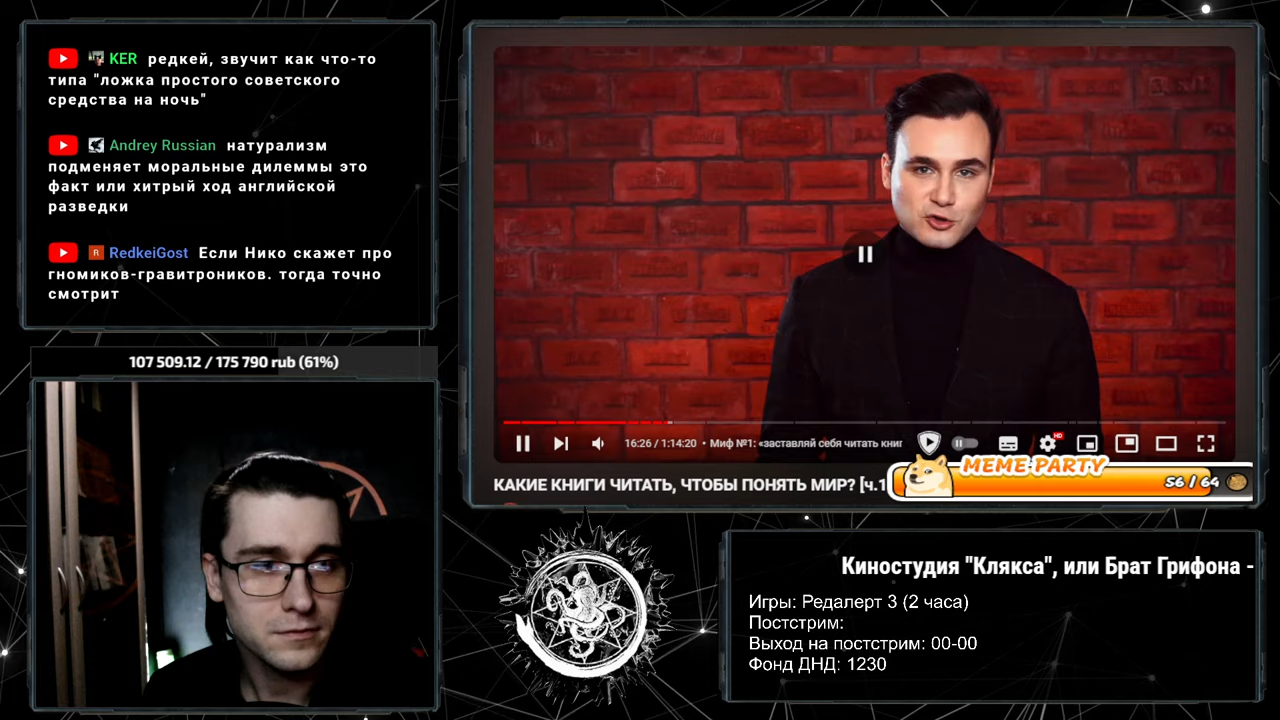 KER редкей, звучит как что-то
типа "ложка простого советского
средства на ночь"
Andrey Russian натурализм
подменяет моральные дилеммы это
факт или хитрый ход английской
разведки
R RedkeiGost Если Нико скажет про
гномиков-гравитроников. тогда точно
смотрит
107 509.12 / 175 790 rub (61%)
16:26 / 1:14:20 • Миф №1: «заставляй себя читать книг
HD
КАКИЕ КНИГИ ЧИТАТЬ, ЧТОБЫ ПОНЯТЬ МИР? [ч.1
MEME PARTY
56 / 64
Киностудия "Клякса", или Брат Грифона -
Игры: Редалерт 3 (2 часа)
Постстрим:
Выход на постстрим: 00-00
Фонд ДНД: 1230